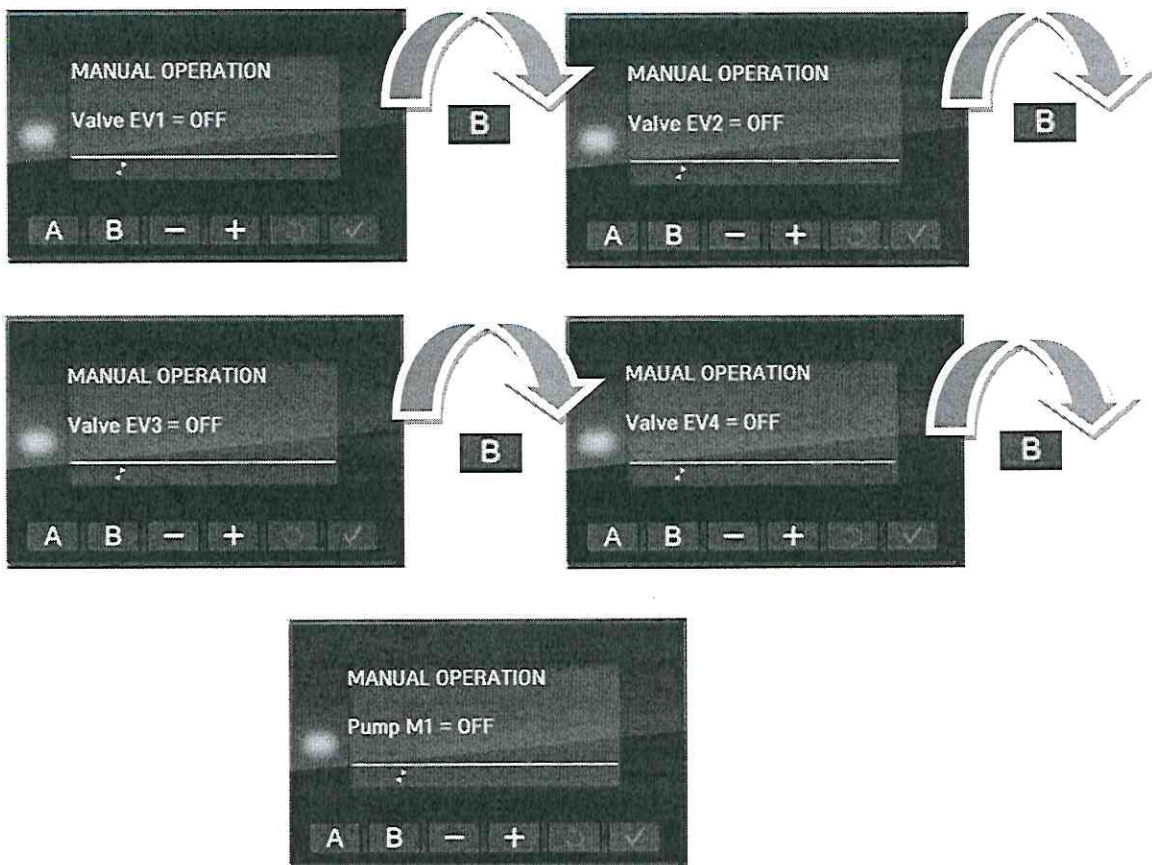 MANUAL OPERATION
Valve EV1 = OFF
A B − +
B
MANUAL OPERATION
Valve EV2 = OFF
A B − +
B
MANUAL OPERATION
Valve EV3 = OFF
A B − +
B
MAUAL OPERATION
Valve EV4 = OFF
A B − +
B
MANUAL OPERATION
Pump M1 = OFF
A B − +